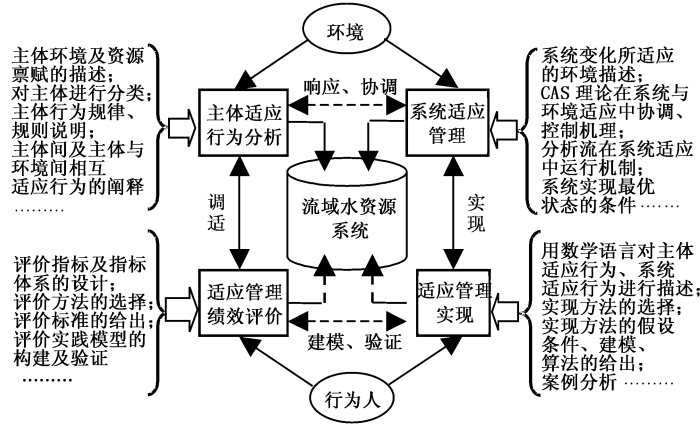 环境
主体环境及资源
禀赋的描述；
对主体进行分类；
主体行为规律、
规则说明；
主体间及主体与
环境间相互
适应行为的阐释
………
主体适应
行为分析
响应、协调
系统适应
管理
系统变化所适应
的环境描述；
CAS 理论在系统与
环境适应中协调、
控制机理；
分析流在系统适应
中运行机制；
系统实现最优
状态的条件 ……
调适
流域水资源
系统
实现
评价指标及指标
体系的设计；
评价方法的选择；
评价标准的给出；
评价实践模型的
构建及验证
………
适应管理
绩效评价
建模、验证
适应管理
实现
用数学语言对主体
适应行为、系统
适应行为进行描述；
实现方法的选择；
实现方法的假设
条件、建模、
算法的给出；
案例分析 ………
行为人